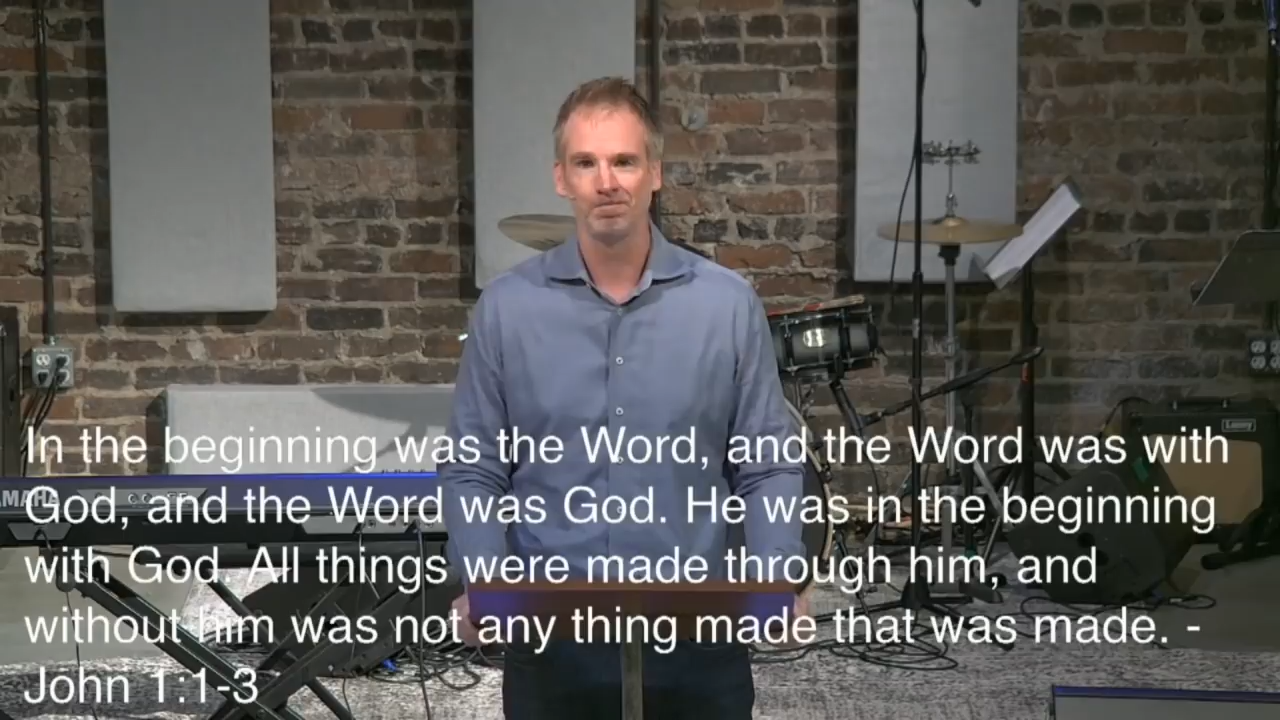 In the beginning was the Word, and the Word was with
God, and the Word was God. He was in the beginning
with God. All things were made through him, and
without him was not any thing made that was made. -
John 1:1-3
YAMAHA
Laney